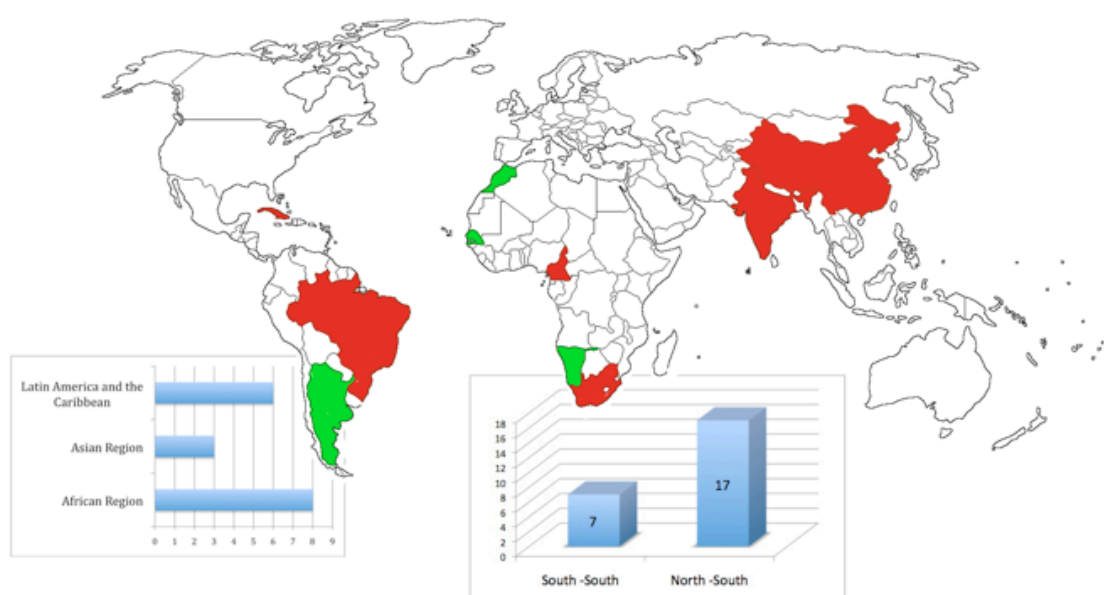 Latin America and the
Caribbean
Asian Region
African Region
0 1 2 3 4 5 6 7 8 9
18
16
14
12
10
8
6
4
2
0
7
17
South -South
North -South